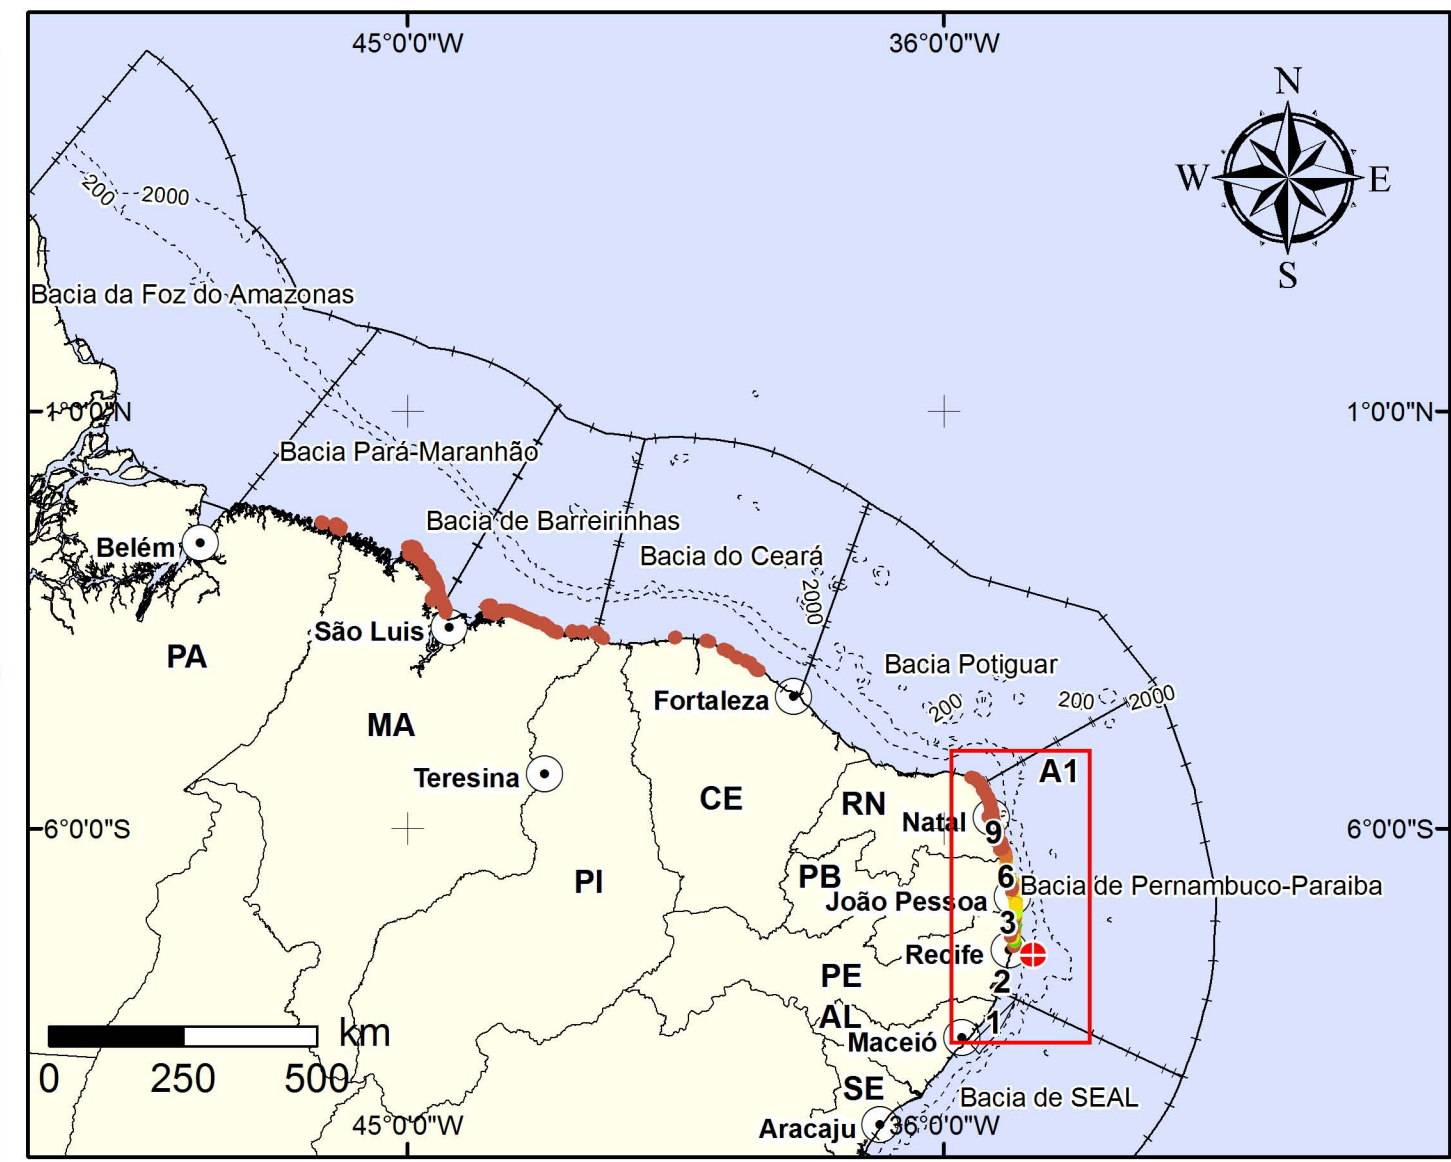 45°0'0"W
36°0'0"W
N
W
E
S
200
2000
Bacia da Foz do Amazonas
1°0'0"N
1°0'0"N
Bacia Pará-Maranhão
Bacia de Barreirinhas
Belém
Bacia do Ceará
2000
São Luis
PA
Bacia Potiguar
Fortaleza
200
200
2000
MA
A1
Teresina
CE
RN
Natal
9
6°0'0"S
6°0'0"S
PI
PB
6
Bacia de Pernambuco-Paraiba
João Pessoa
3
Recife
PE
2
AL
1
Maceió
km
0
250
500
SE
Bacia de SEAL
45°0'0"W
Aracaju
36°0'0"W